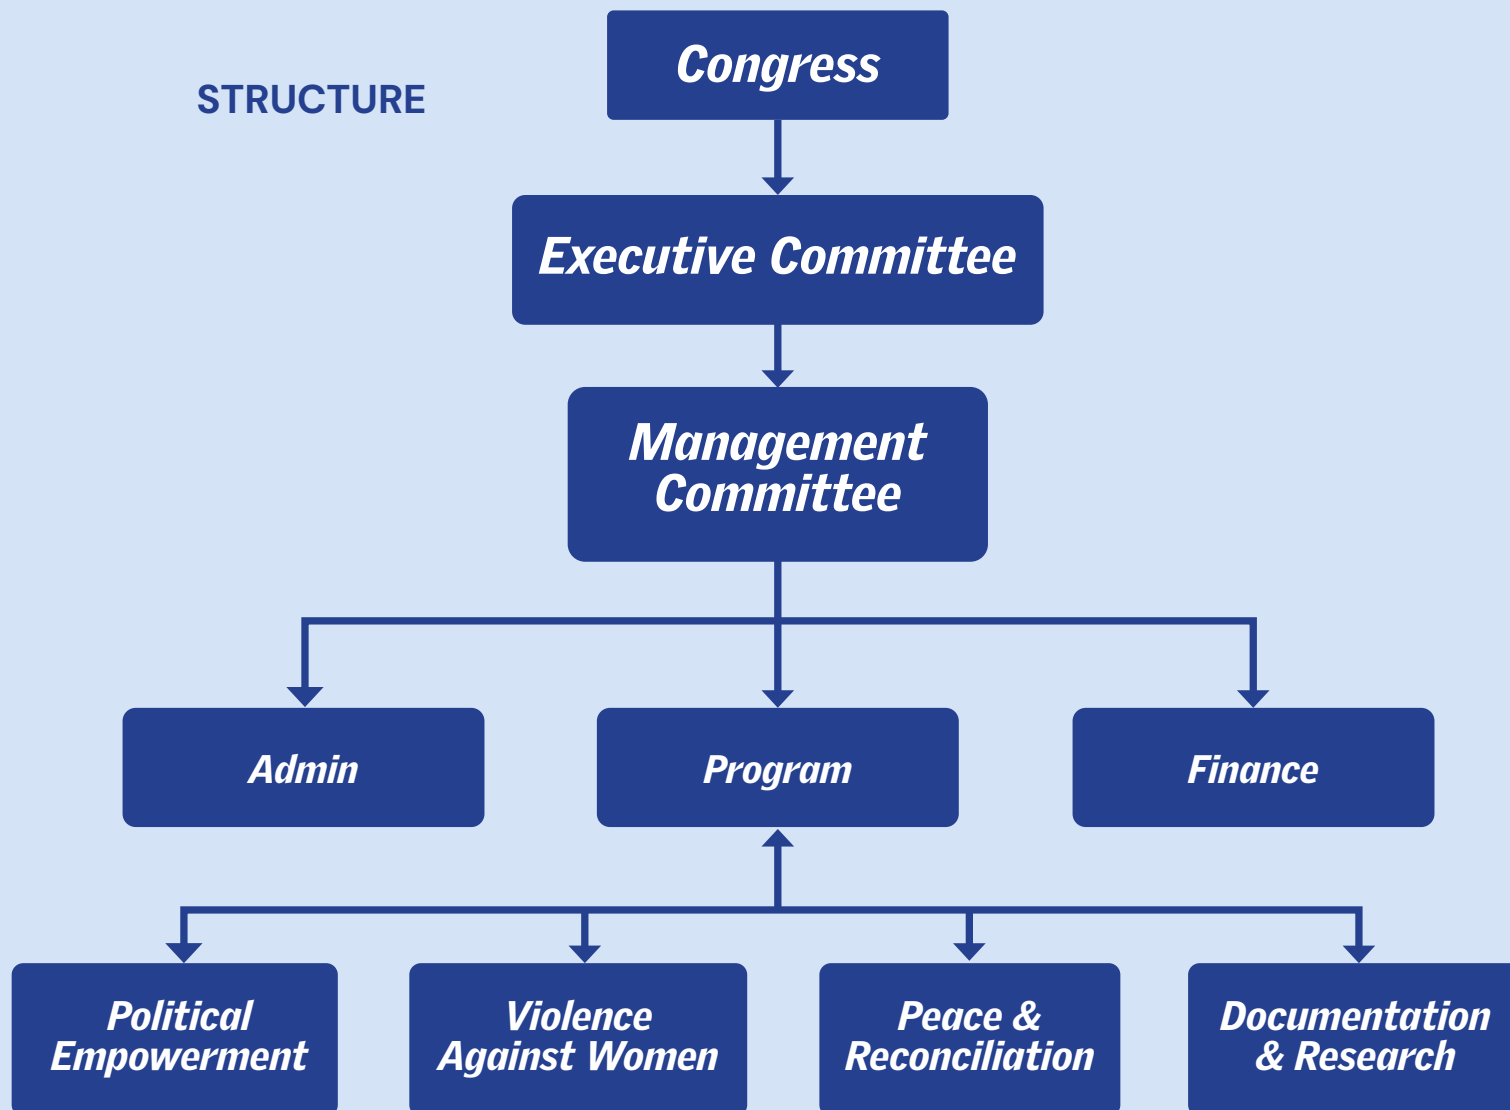 STRUCTURE
Congress
Executive Committee
Management
Committee
Admin
Program
Finance
Political
Empowerment
Violence
Against Women
Peace &
Reconciliation
Documentation
& Research